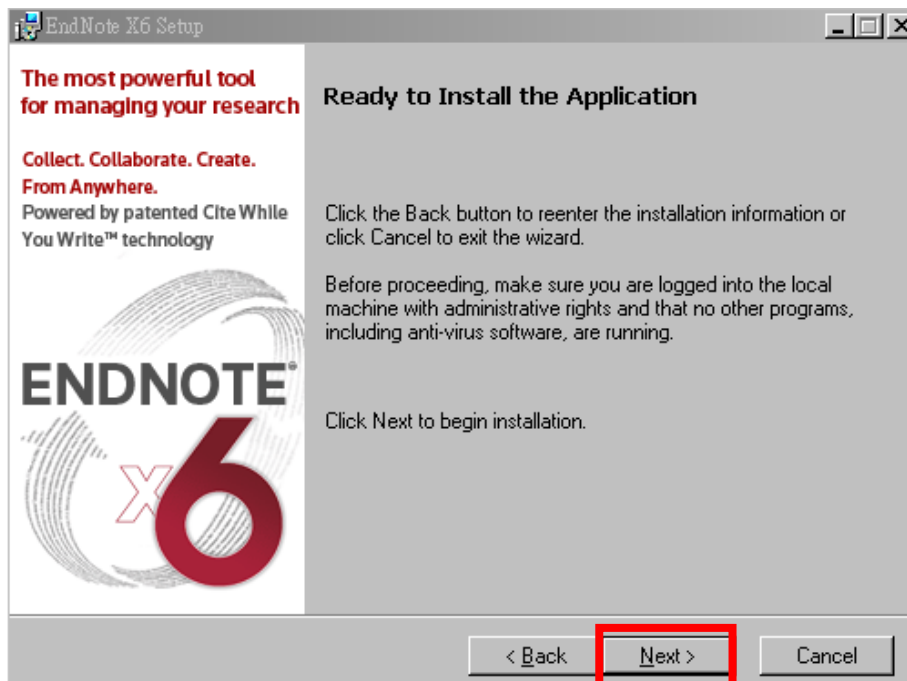 EndNote X6 Setup
The most powerful tool
for managing your research
Collect. Collaborate. Create.
From Anywhere.
Powered by patented Cite While
You Write™ technology
ENDNOTE®
x6
Ready to Install the Application
Click the Back button to reenter the installation information or
click Cancel to exit the wizard.
Before proceeding, make sure you are logged into the local
machine with administrative rights and that no other programs,
including anti-virus software, are running.
Click Next to begin installation.
< Back
Next >
Cancel